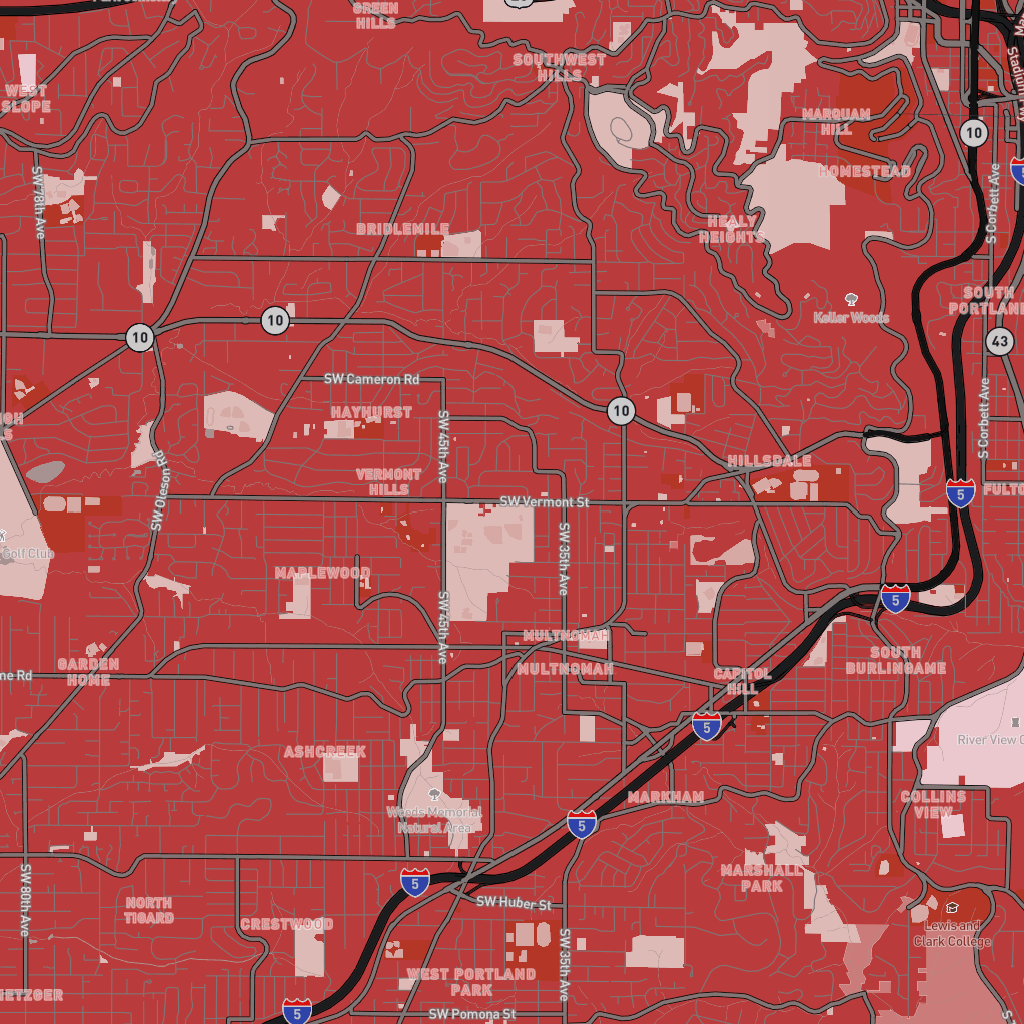 GREEN
HILLS
SOUTHWEST
HILLS
WEST
SLOPE
MARQUAM
HILL
HOMESTEAD
10
5
SW 78th Ave
S Corbett Ave
BRIDLEMILE
HEALY
HEIGHTS
SOUTH
PORTLAND
Keller Woods
10
10
43
SW Cameron Rd
HAYHURST
10
SW 45th Ave
S Corbett Ave
HILLSDALE
VERMONT
HILLS
SW Oleson Rd
SW Vermont St
5
SW 35th Ave
Golf Club
MAPLEWOOD
5
SW 45th Ave
MULTNOMAH
MULTNOMAH
GARDEN
HOME
SOUTH
BURLINGAME
CAPITOL
HILL
5
ASHCREEK
River View
MARKHAM
COLLINS
VIEW
Woods Memorial
Natural Area
5
MARSHALL
PARK
5
SW 80th Ave
NORTH
TIGARD
CRESTWOOD
SW Huber St
SW 35th Ave
Lewis and
Clark College
WEST PORTLAND
PARK
METZGER
5
SW Pomona St